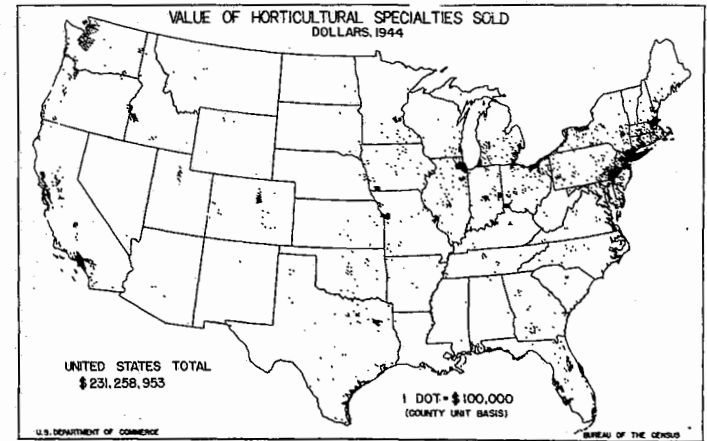 VALUE OF HORTICULTURAL SPECIALTIES SOLD
DOLLARS, 1944
UNITED STATES TOTAL
$231,258,953
1 DOT = $100,000
(COUNTY UNIT BASIS)
U.S. DEPARTMENT OF COMMERCE
BUREAU OF THE CENSUS